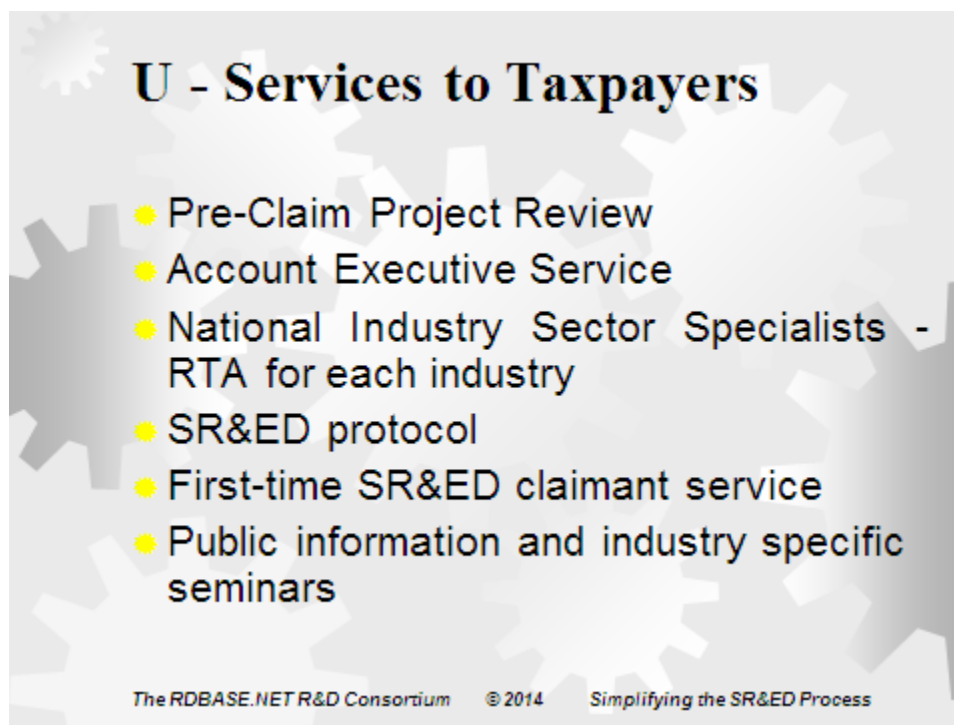 U - Services to Taxpayers
Pre-Claim Project Review
Account Executive Service
National Industry Sector Specialists -
RTA for each industry
SR&ED protocol
First-time SR&ED claimant service
Public information and industry specific
seminars
The RDBASE.NET R&D Consortium © 2014 Simplifying the SR&ED Process